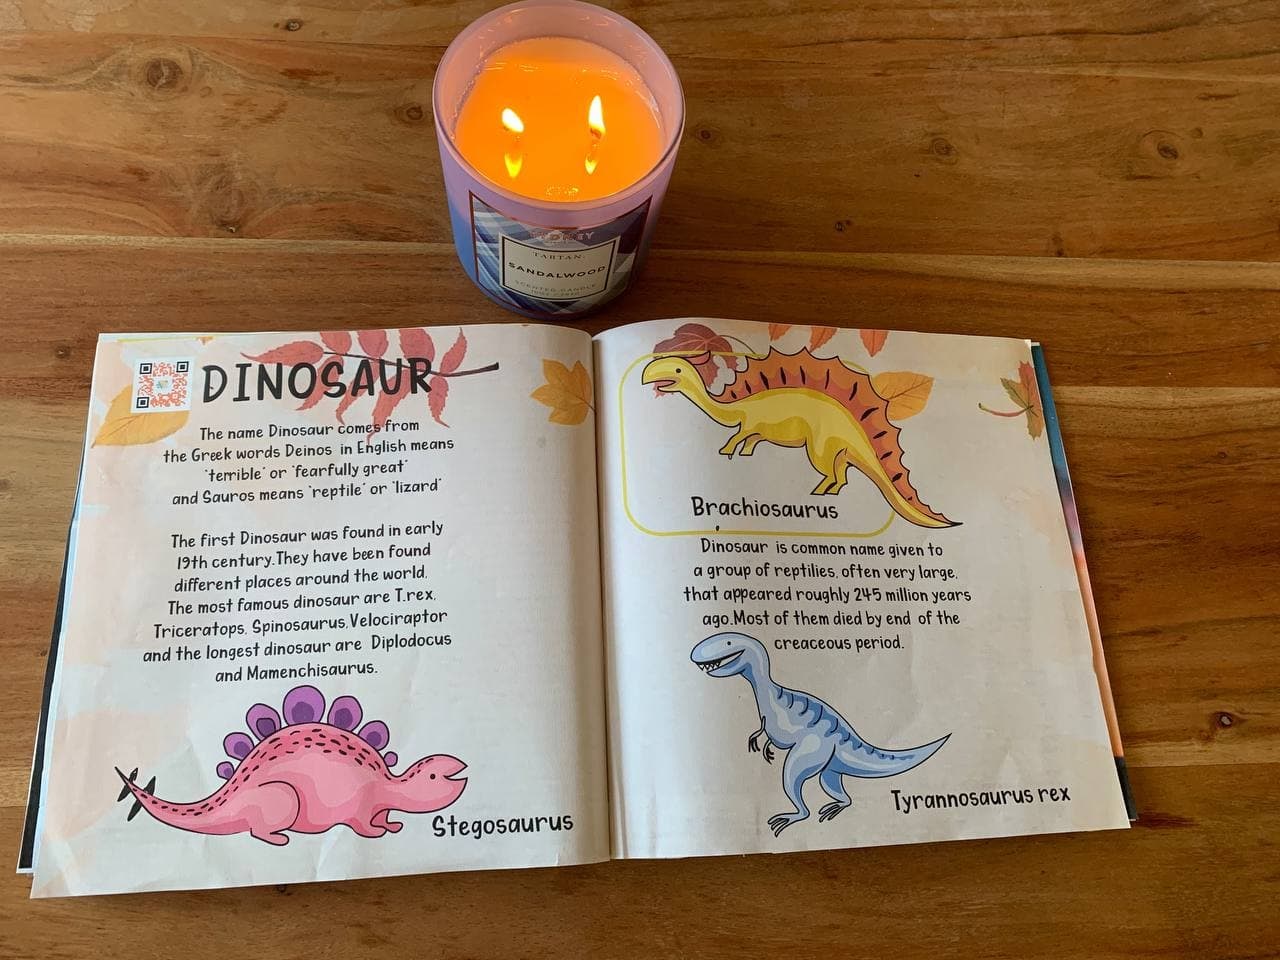 SYDNEY
TARTAN.
SANDALWOOD
SCENTED CANDLE
DINOSAUR
The name Dinosaur comes from
the Greek words Deinos in English means
'terrible' or 'fearfully great'
and Sauros means 'reptile' or 'lizard'
The first Dinosaur was found in early
19th century.They have been found
different places around the world.
The most famous dinosaur are T.rex,
Triceratops, Spinosaurus,Velociraptor
and the longest dinosaur are Diplodocus
and Mamenchisaurus.
Stegosaurus
Brachiosaurus
Dinosaur is common name given to
a group of reptilies, often very large,
that appeared roughly 245 million years
ago.Most of them died by end of the
creaceous period.
Tyrannosaurus rex